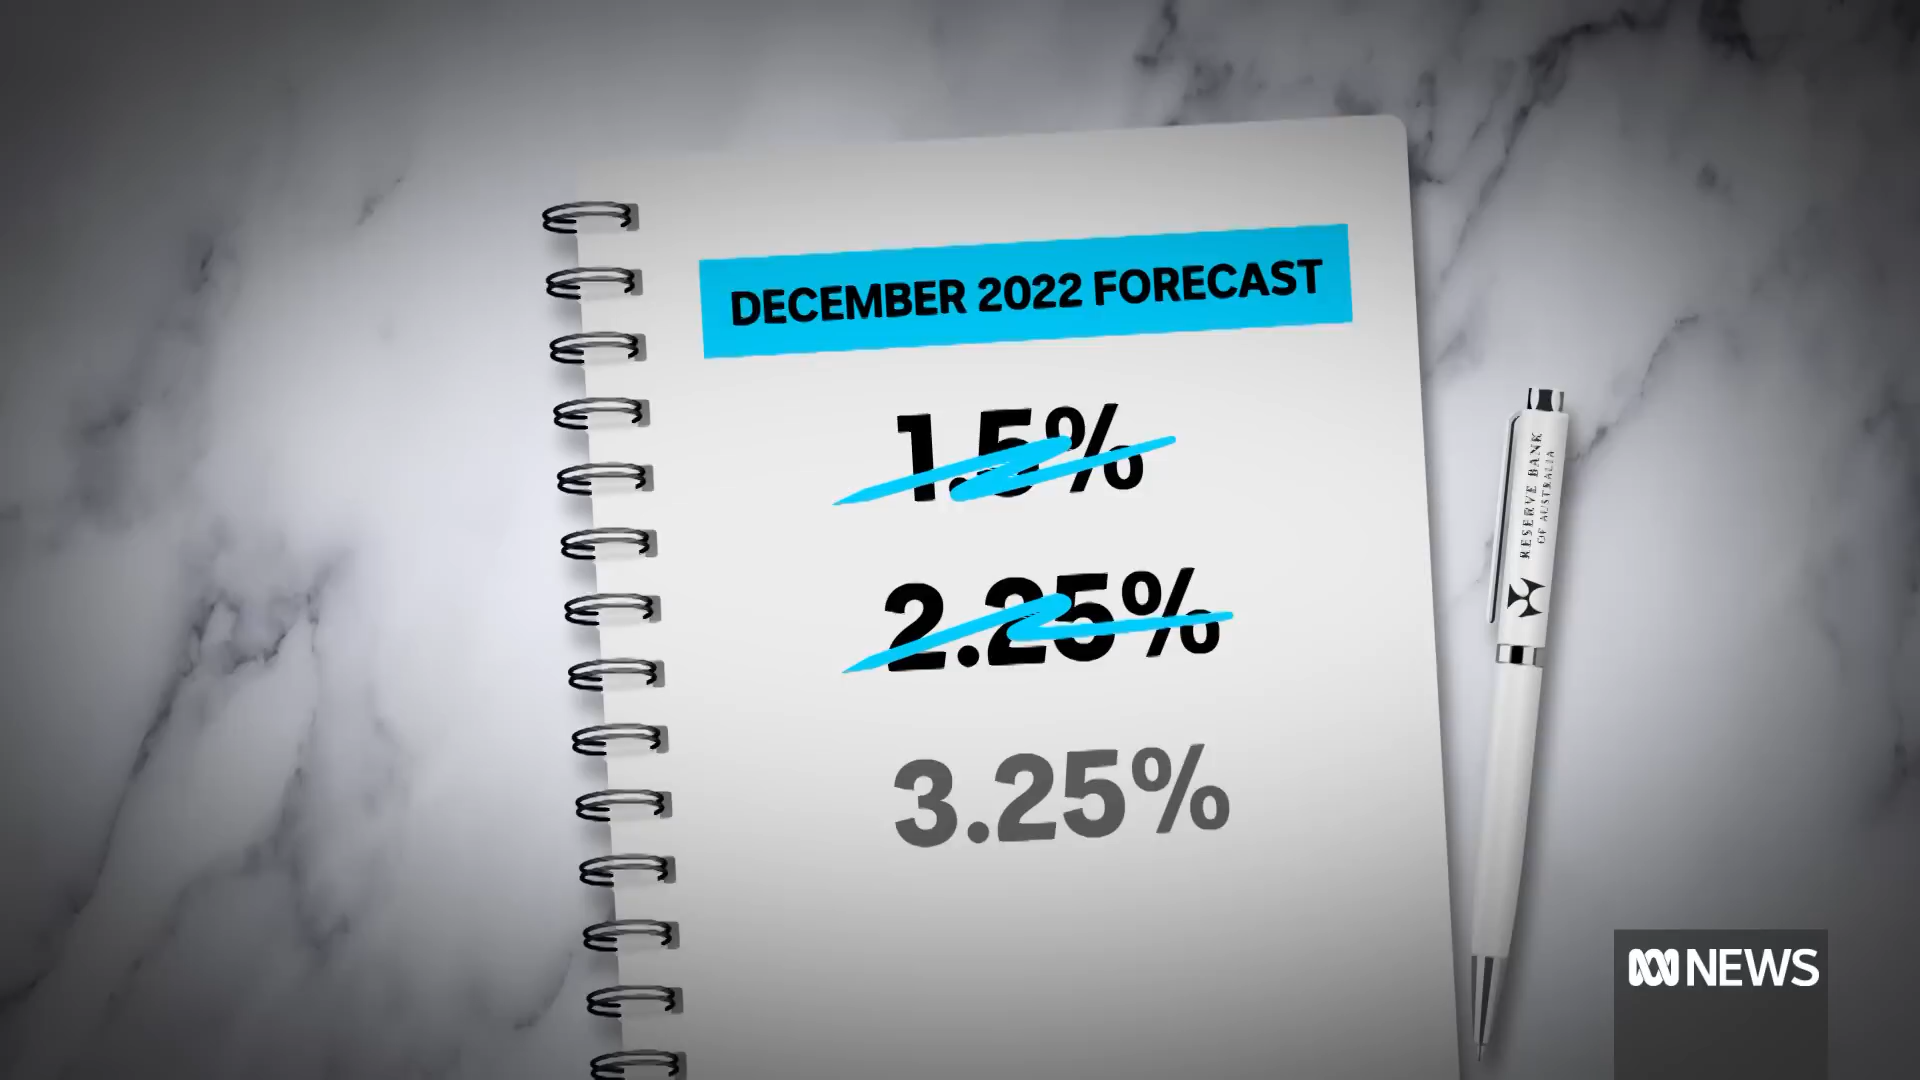 DECEMBER 2022 FORECAST
1.5%
2.25%
3.25%
RESERVE BANK
OF AUSTRALIA
NEWS